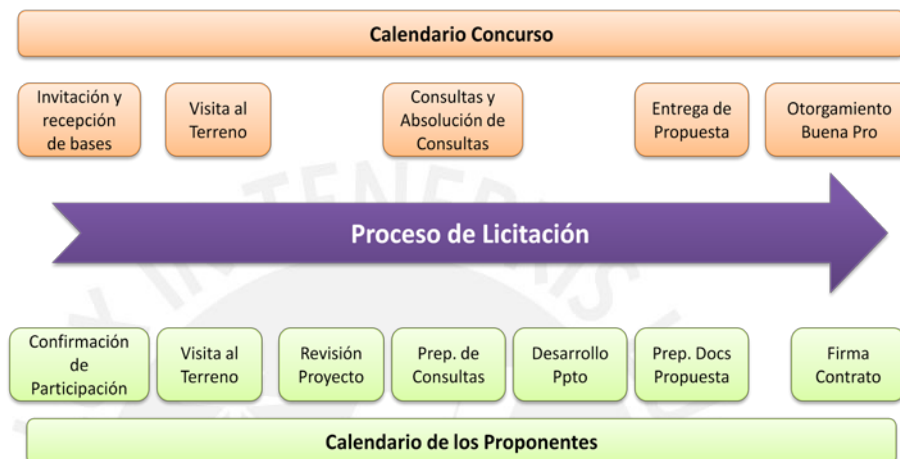 Calendario Concurso
Invitación y
recepción
de bases
Visita al
Terreno
Consultas y
Absolución de
Consultas
Entrega de
Propuesta
Otorgamiento
Buena Pro
Proceso de Licitación
Confirmación
de
Participación
Visita al
Terreno
Revisión
Proyecto
Prep. de
Consultas
Desarrollo
Ppto
Prep. Docs
Propuesta
Firma
Contrato
Calendario de los Proponentes